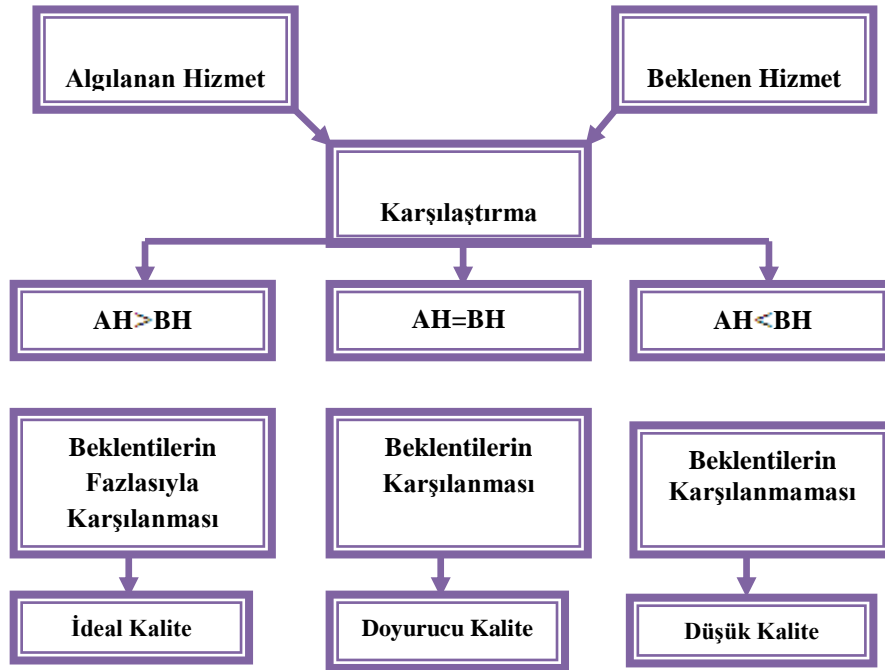 Algılanan Hizmet
Beklenen Hizmet
Karşılaştırma
AH>BH
AH=BH
AH<BH
Beklentilerin
Fazlasıyla
Karşılanması
Beklentilerin
Karşılanması
Beklentilerin
Karşılanmaması
İdeal Kalite
Doyurucu Kalite
Düşük Kalite